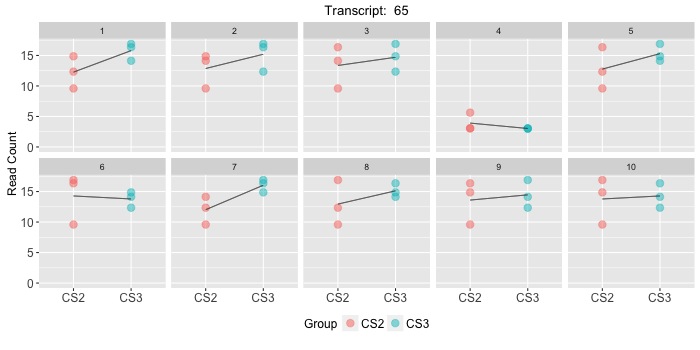 Transcript: 65
1 2 3 4 5
15
10
5
0
Read Count
6 7 8 9 10
15
10
5
0
CS2 CS3 CS2 CS3 CS2 CS3 CS2 CS3 CS2 CS3
Group CS2 CS3